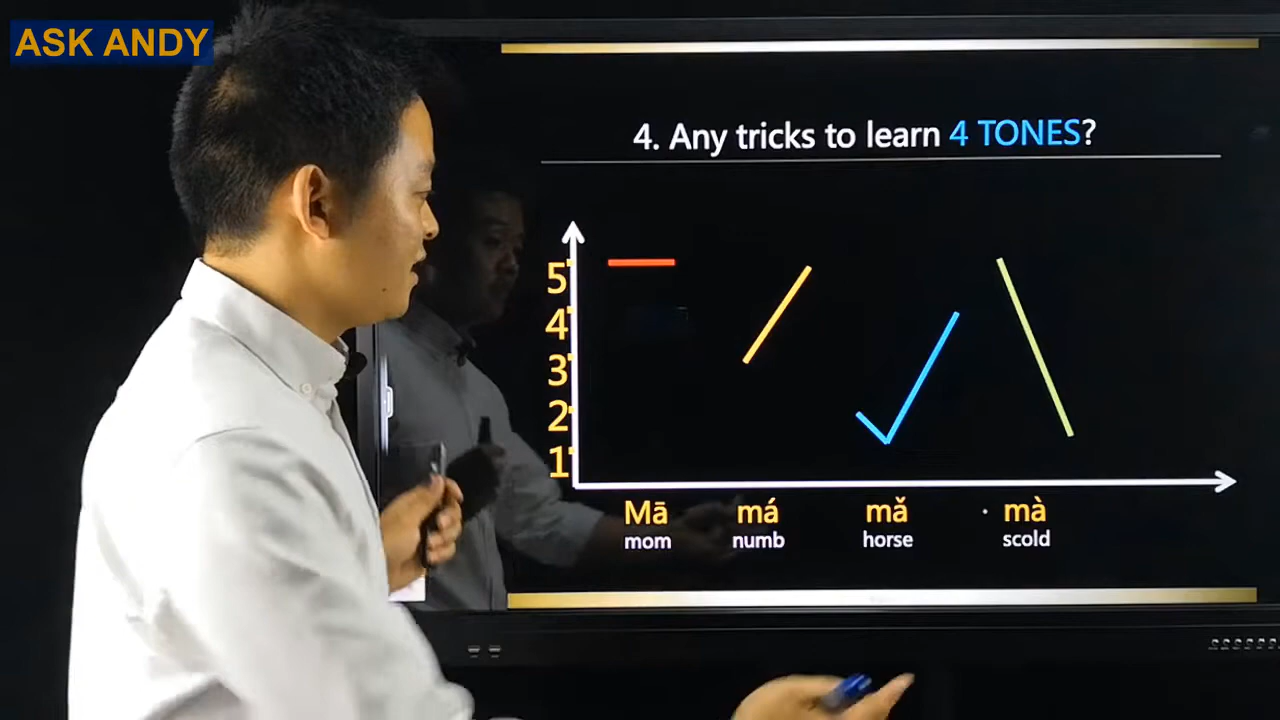 ASK ANDY
4. Any tricks to learn 4 TONES?
5
4
3
2
1
Mā má mǎ mà
mom numb horse scold